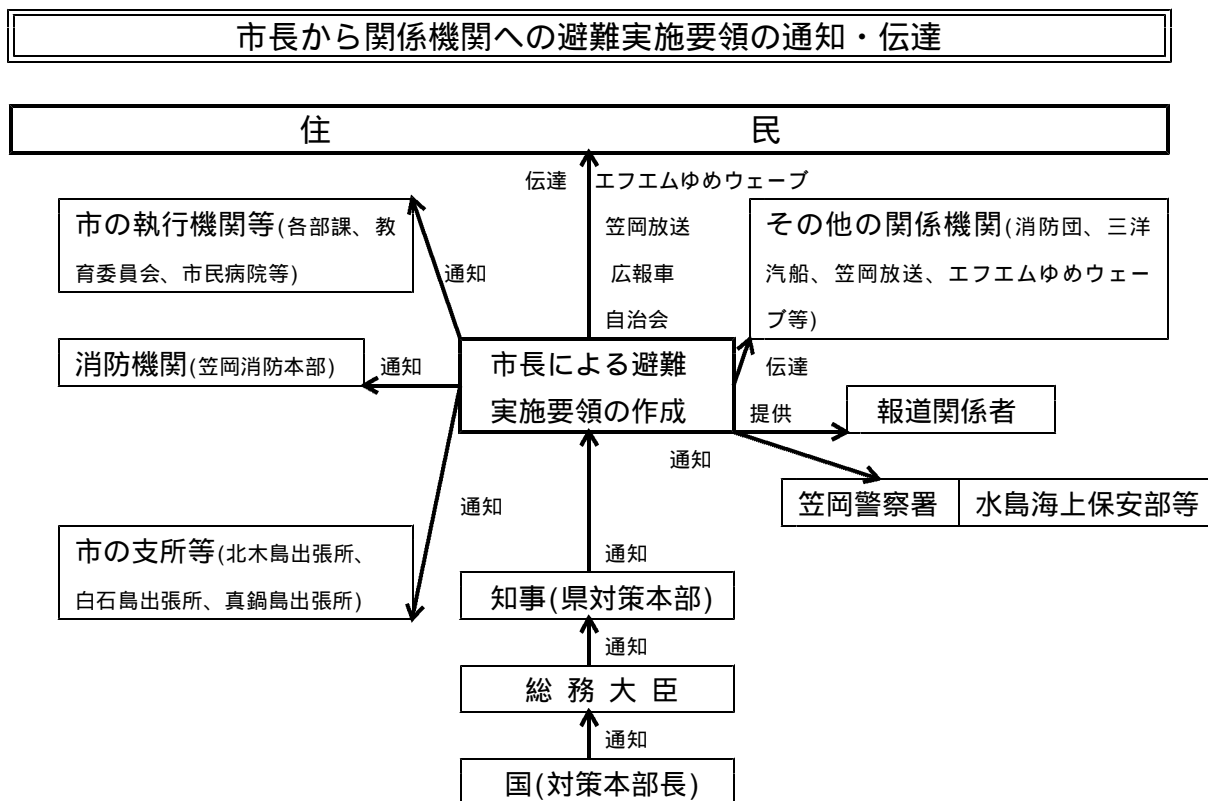 市長から関係機関への避難実施要領の通知・伝達
住 民
伝達 エフエムゆめウェーブ
笠岡放送
広報車
自治会
市の執行機関等(各部課、教
育委員会、市民病院等)
通知
その他の関係機関(消防団、三洋
汽船、笠岡放送、エフエムゆめウェー
ブ等)
伝達
消防機関(笠岡消防本部)
通知
市長による避難
実施要領の作成
提供
報道関係者
通知
笠岡警察署
水島海上保安部等
通知
市の支所等(北木島出張所、
白石島出張所、真鍋島出張所)
通知
知事(県対策本部)
通知
総務大臣
通知
国(対策本部長)